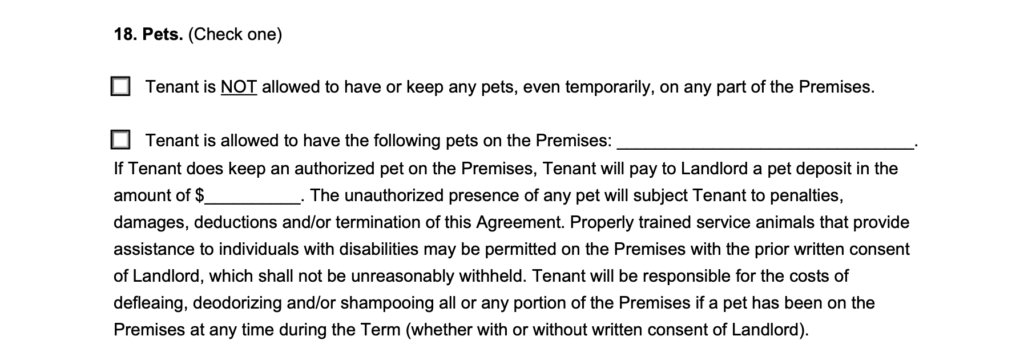 18. Pets. (Check one)
Tenant is NOT allowed to have or keep any pets, even temporarily, on any part of the Premises.
Tenant is allowed to have the following pets on the Premises: ______________________________.
If Tenant does keep an authorized pet on the Premises, Tenant will pay to Landlord a pet deposit in the
amount of $__________. The unauthorized presence of any pet will subject Tenant to penalties,
damages, deductions and/or termination of this Agreement. Properly trained service animals that provide
assistance to individuals with disabilities may be permitted on the Premises with the prior written consent
of Landlord, which shall not be unreasonably withheld. Tenant will be responsible for the costs of
defleaing, deodorizing and/or shampooing all or any portion of the Premises if a pet has been on the
Premises at any time during the Term (whether with or without written consent of Landlord).